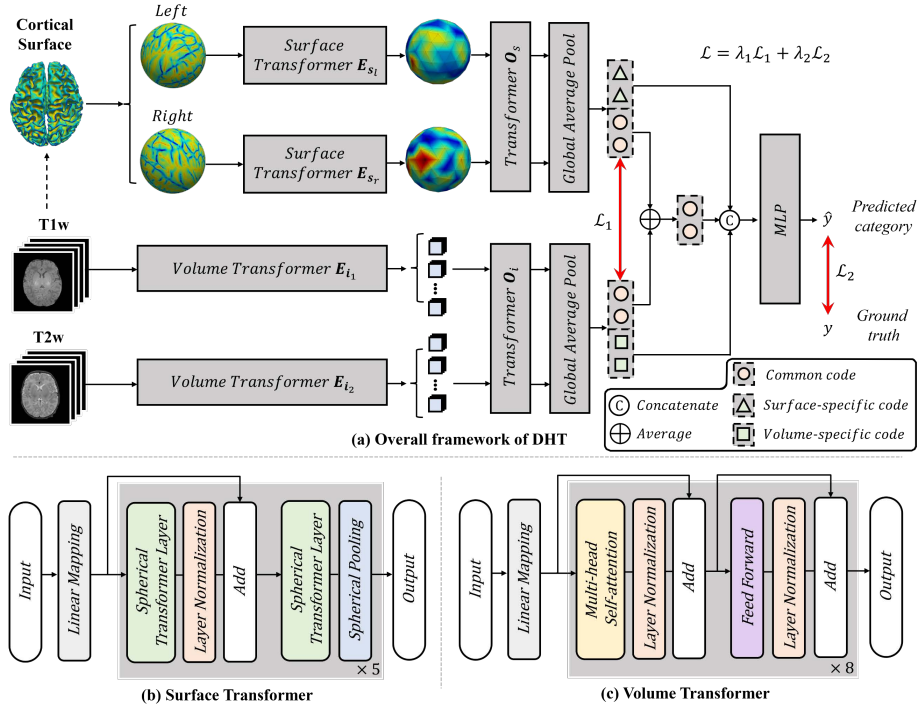 Cortical
Surface
Left
Right
Surface
Transformer E_{s_l}
Surface
Transformer E_{s_r}
Transformer O_s
Global Average Pool
ℒ = λ₁ℒ₁ + λ₂ℒ₂
T1w
Volume Transformer E_{i_1}
T2w
Volume Transformer E_{i_2}
Transformer O_i
Global Average Pool
ℒ₁
C
MLP
ŷ
Predicted
category
ℒ₂
y
Ground
truth
Common code
C Concatenate
Surface-specific code
Average
Volume-specific code
(a) Overall framework of DHT
Input
Linear Mapping
Spherical
Transformer Layer
Layer Normalization
Add
Spherical
Transformer Layer
Spherical Pooling
Output
× 5
(b) Surface Transformer
Input
Linear Mapping
Multi-head
Self-attention
Layer Normalization
Add
Feed Forward
Layer Normalization
Add
Output
× 8
(c) Volume Transformer